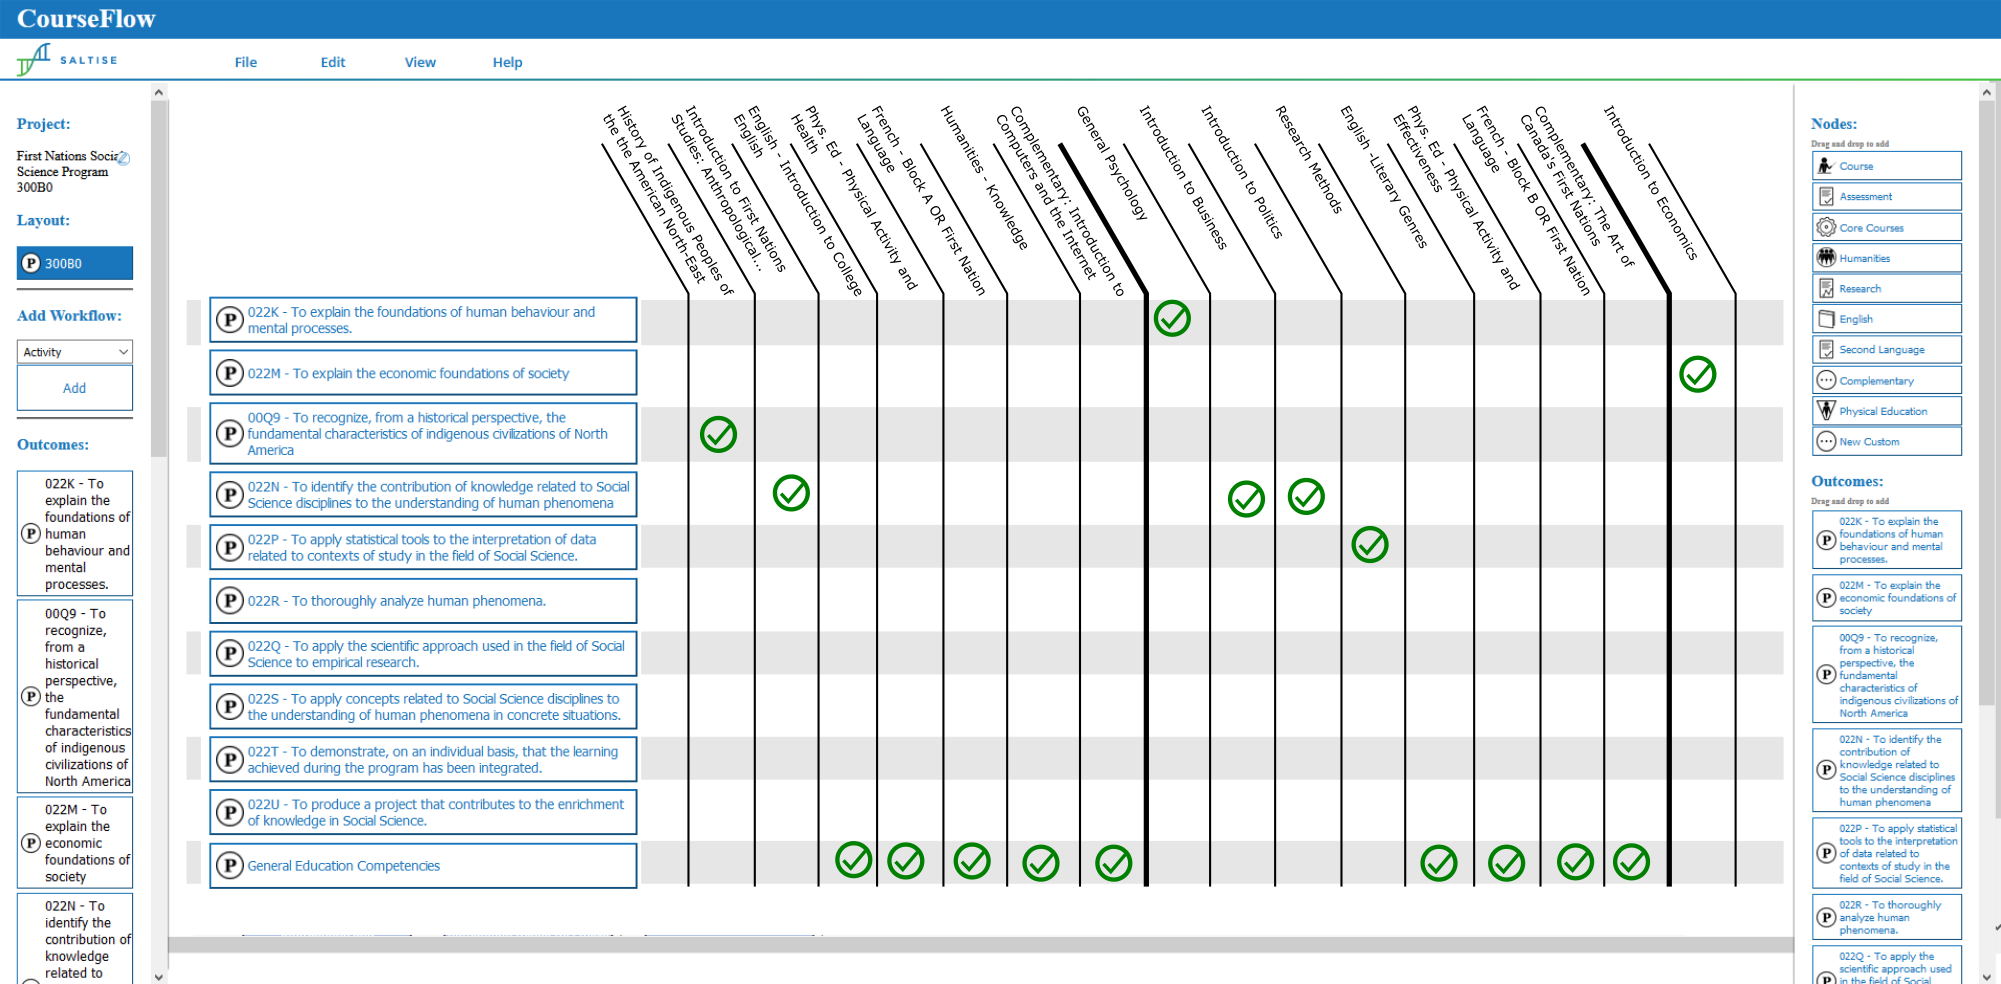 CourseFlow
SALTISE
File
Edit
View
Help
Project:
First Nations Social
Science Program
300B0
Layout:
300B0
Add Workflow:
Activity
Add
Outcomes:
022K - To
explain the
foundations of
human
behaviour and
mental
processes.
00Q9 - To
recognize,
from a
historical
perspective,
the
fundamental
characteristics
of indigenous
civilizations of
North America
022M - To
explain the
economic
foundations of
society
022N - To
identify the
contribution of
knowledge
related to
History of Indigenous Peoples of
the the American North-East
Introduction to First Nations
Studies: Anthropological...
English - Introduction to College
English
Phys. Ed - Physical Activity and
Health
French - Block A OR First Nation
Language
Humanities - Knowledge
Complementary: Introduction to
Computers and the Internet
General Psychology
Introduction to Business
Introduction to Politics
Research Methods
English -Literary Genres
Phys. Ed - Physical Activity and
Effectiveness
French - Block B OR First Nation
Language
Complementary: The Art of
Canada's First Nations
Introduction to Economics
022K - To explain the foundations of human behaviour and
mental processes.
022M - To explain the economic foundations of society
00Q9 - To recognize, from a historical perspective, the
fundamental characteristics of indigenous civilizations of North
America
022N - To identify the contribution of knowledge related to Social
Science disciplines to the understanding of human phenomena
022P - To apply statistical tools to the interpretation of data
related to contexts of study in the field of Social Science.
022R - To thoroughly analyze human phenomena.
022Q - To apply the scientific approach used in the field of Social
Science to empirical research.
022S - To apply concepts related to Social Science disciplines to
the understanding of human phenomena in concrete situations.
022T - To demonstrate, on an individual basis, that the learning
achieved during the program has been integrated.
022U - To produce a project that contributes to the enrichment
of knowledge in Social Science.
General Education Competencies
Nodes:
Drag and drop to add
Course
Assessment
Core Courses
Humanities
Research
English
Second Language
Complementary
Physical Education
New Custom
Outcomes:
Drag and drop to add
022K - To explain the
foundations of human
behaviour and mental
processes.
022M - To explain the
economic foundations of
society
00Q9 - To recognize,
from a historical
perspective, the
fundamental
characteristics of
indigenous civilizations of
North America
022N - To identify the
contribution of
knowledge related to
Social Science disciplines
to the understanding of
human phenomena
022P - To apply statistical
tools to the interpretation
of data related to
contexts of study in the
field of Social Science.
022R - To thoroughly
analyze human
phenomena.
022Q - To apply the
scientific approach used
in the field of Social